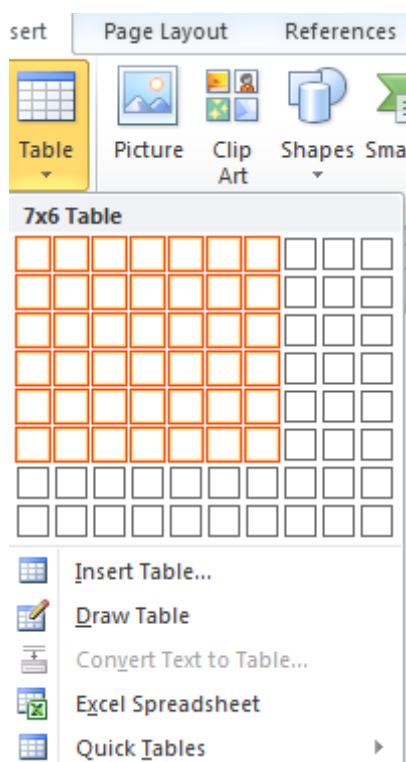 sert Page Layout References
Table Picture Clip Art Shapes Sma
7x6 Table
Insert Table...
Draw Table
Convert Text to Table...
Excel Spreadsheet
Quick Tables